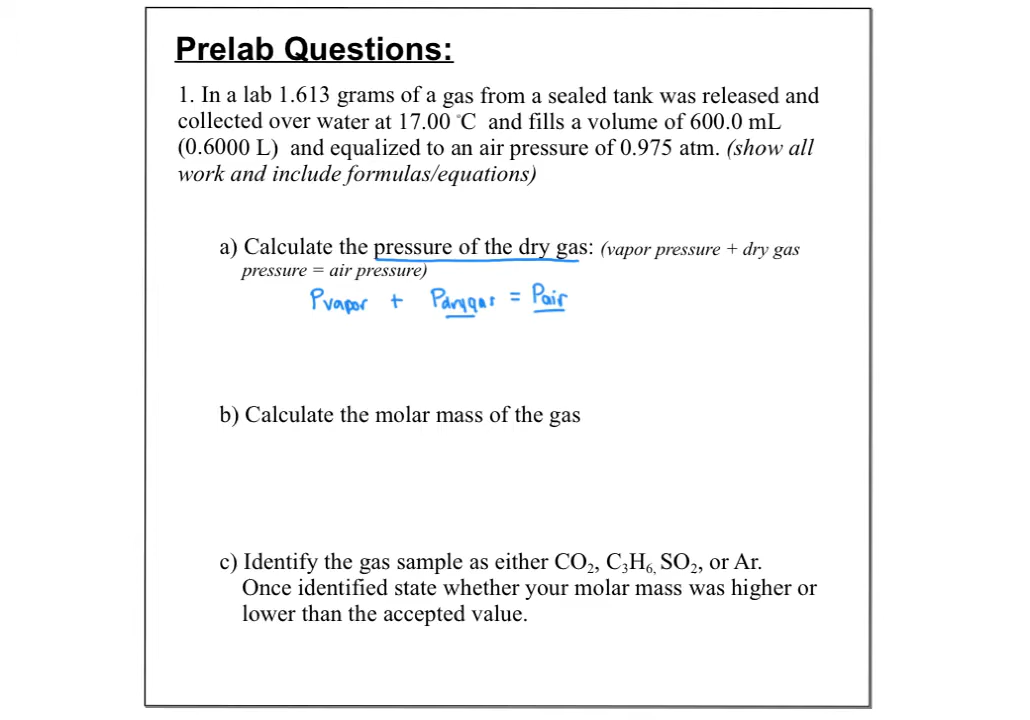 Prelab Questions:
1. In a lab 1.613 grams of a gas from a sealed tank was released and
collected over water at 17.00 °C and fills a volume of 600.0 mL
(0.6000 L) and equalized to an air pressure of 0.975 atm. (show all
work and include formulas/equations)
a) Calculate the pressure of the dry gas: (vapor pressure + dry gas
pressure = air pressure)
Pvapor + Pdrygas = Pair
b) Calculate the molar mass of the gas
c) Identify the gas sample as either CO₂, C₃H₆, SO₂, or Ar.
Once identified state whether your molar mass was higher or
lower than the accepted value.